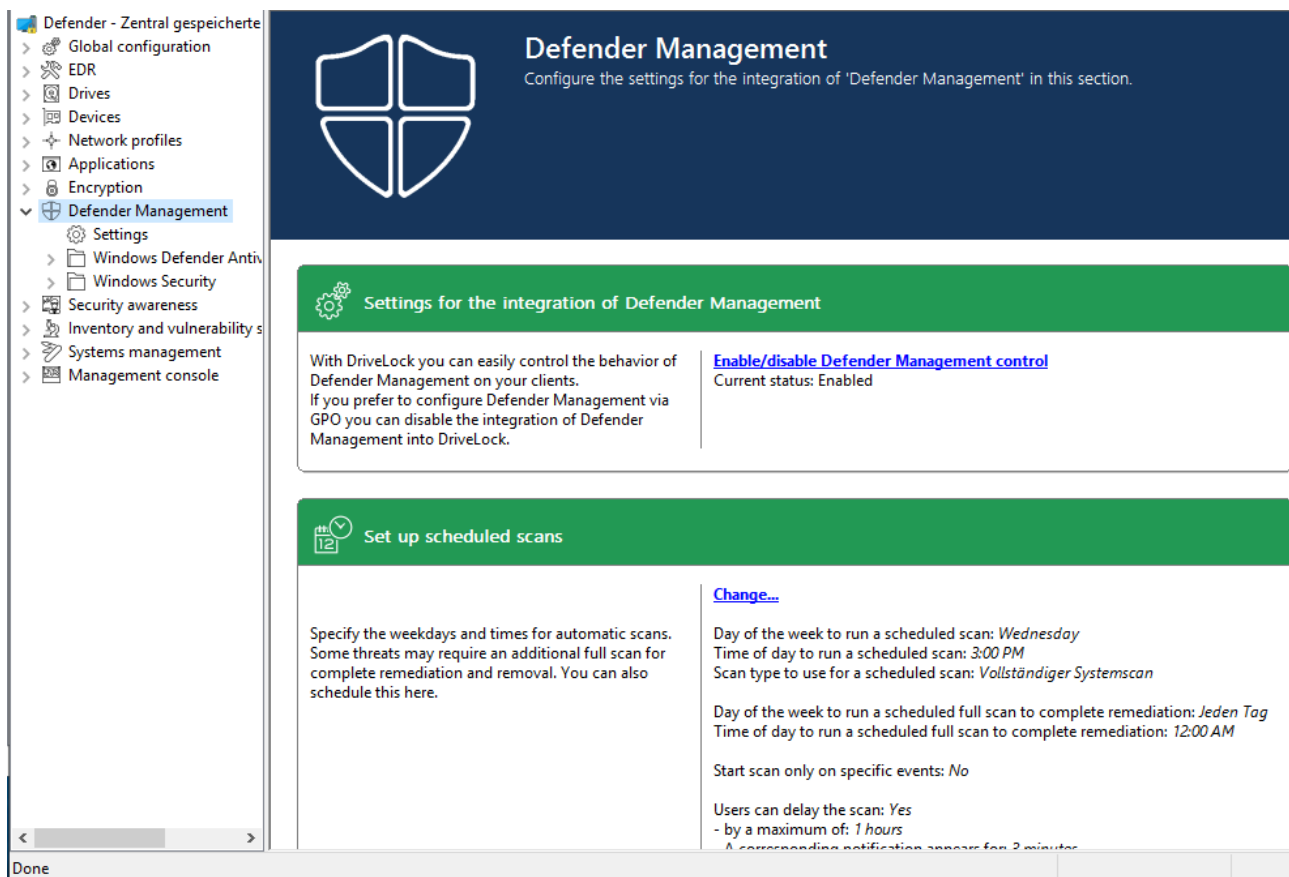 Defender - Zentral gespeicherte
Global configuration
EDR
Drives
Devices
Network profiles
Applications
Encryption
Defender Management
Settings
Windows Defender Antiv
Windows Security
Security awareness
Inventory and vulnerability s
Systems management
Management console
Defender Management
Configure the settings for the integration of 'Defender Management' in this section.
Settings for the integration of Defender Management
With DriveLock you can easily control the behavior of
Defender Management on your clients.
If you prefer to configure Defender Management via
GPO you can disable the integration of Defender
Management into DriveLock.
Enable/disable Defender Management control
Current status: Enabled
12
Set up scheduled scans
Specify the weekdays and times for automatic scans.
Some threats may require an additional full scan for
complete remediation and removal. You can also
schedule this here.
Change...
Day of the week to run a scheduled scan: Wednesday
Time of day to run a scheduled scan: 3:00 PM
Scan type to use for a scheduled scan: Vollständiger Systemscan
Day of the week to run a scheduled full scan to complete remediation: Jeden Tag
Time of day to run a scheduled full scan to complete remediation: 12:00 AM
Start scan only on specific events: No
Users can delay the scan: Yes
- by a maximum of: 1 hours
- A corresponding notification appears for: 3 minutes
Done